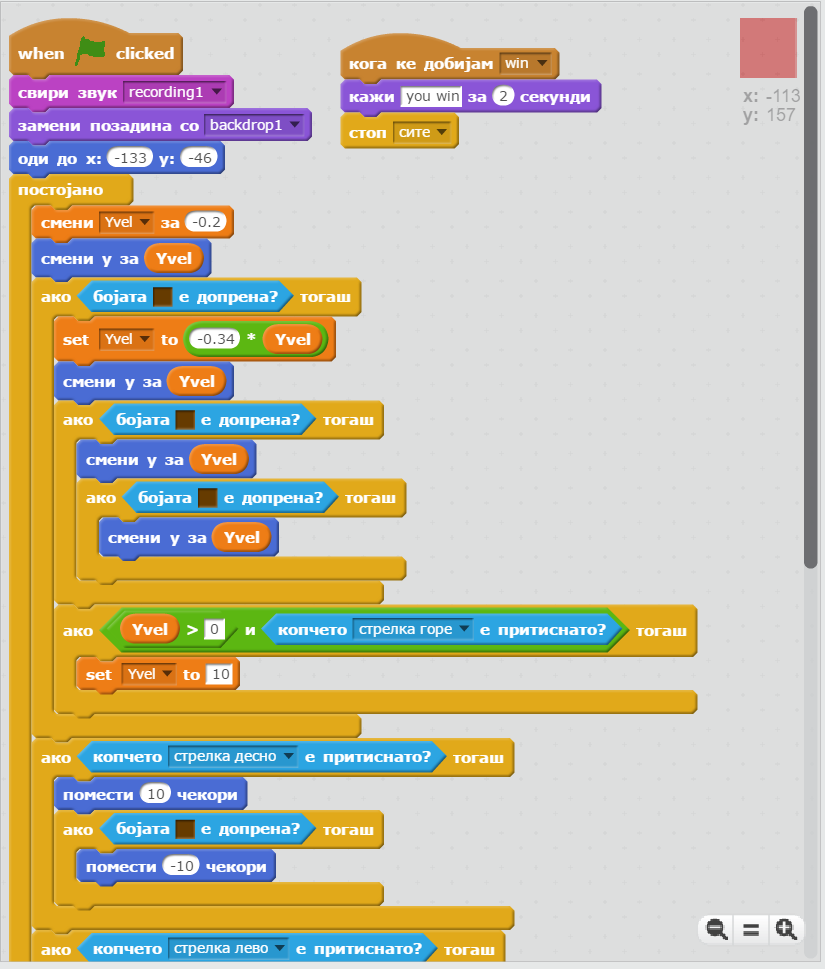 when clicked
свири звук recording1
замени позадина со backdrop1
оди до x: -133 y: -46
постојано
смени Yvel за -0.2
смени y за Yvel
ако бојата е допрена? тогаш
set Yvel to -0.34 * Yvel
смени y за Yvel
ако бојата е допрена? тогаш
смени y за Yvel
ако бојата е допрена? тогаш
смени y за Yvel
ако Yvel > 0 и копчето стрелка горе е притиснато? тогаш
set Yvel to 10
ако копчето стрелка десно е притиснато? тогаш
помести 10 чекори
ако бојата е допрена? тогаш
помести -10 чекори
ако копчето стрелка лево е притиснато? тогаш
кога ќе добијам win
кажи you win за 2 секунди
стоп сите
x: -113
y: 157